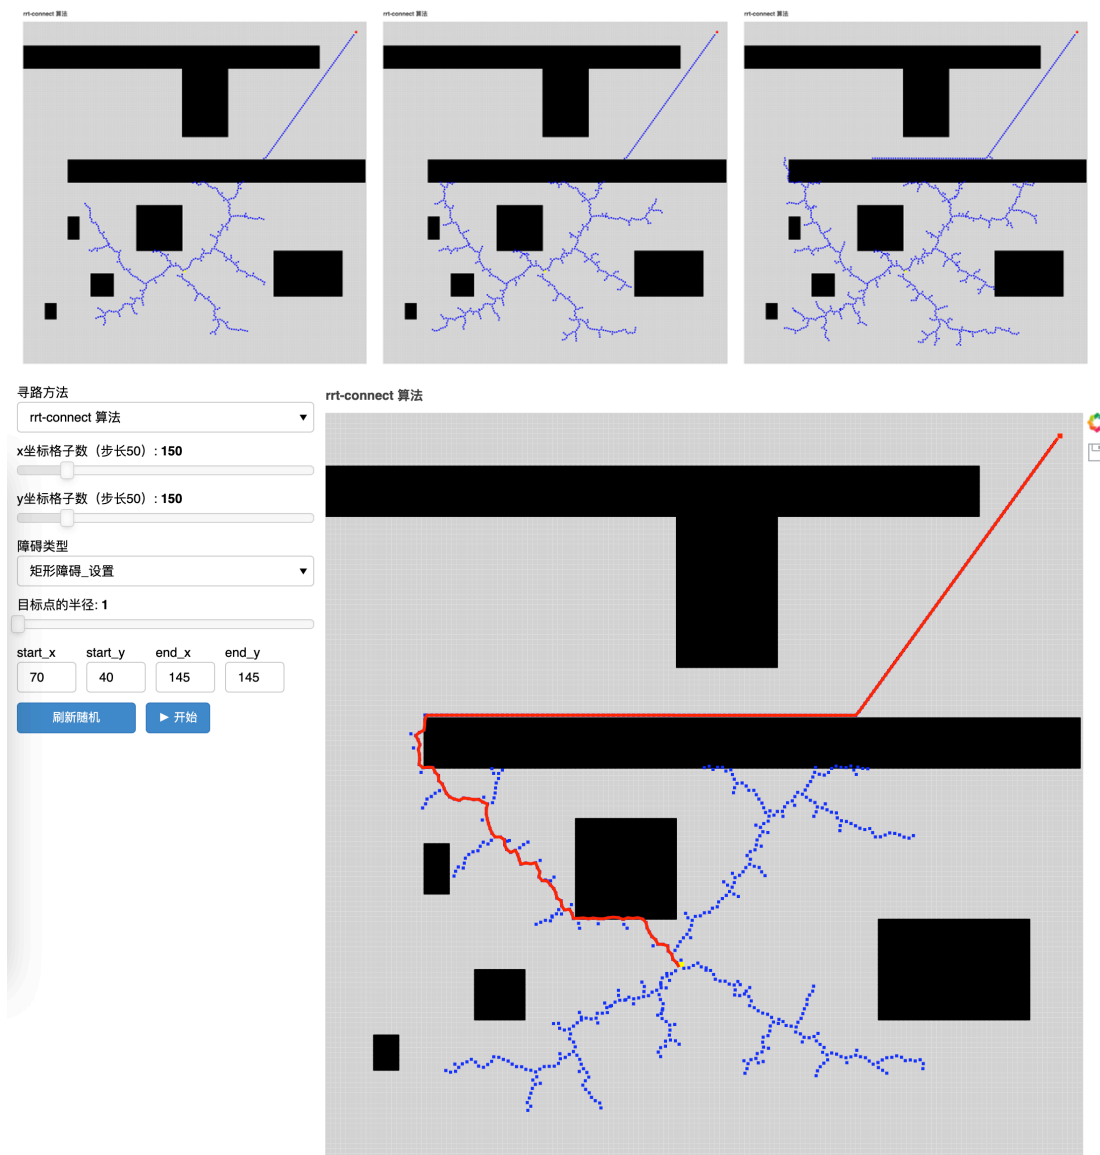 rrt-connect 算法
rrt-connect 算法
rrt-connect 算法
寻路方法
rrt-connect 算法
rrt-connect 算法
x坐标格子数（步长50）: 150
y坐标格子数（步长50）: 150
障碍类型
矩形障碍_设置
目标点的半径: 1
start_x start_y end_x end_y
70 40 145 145
刷新随机 ► 开始